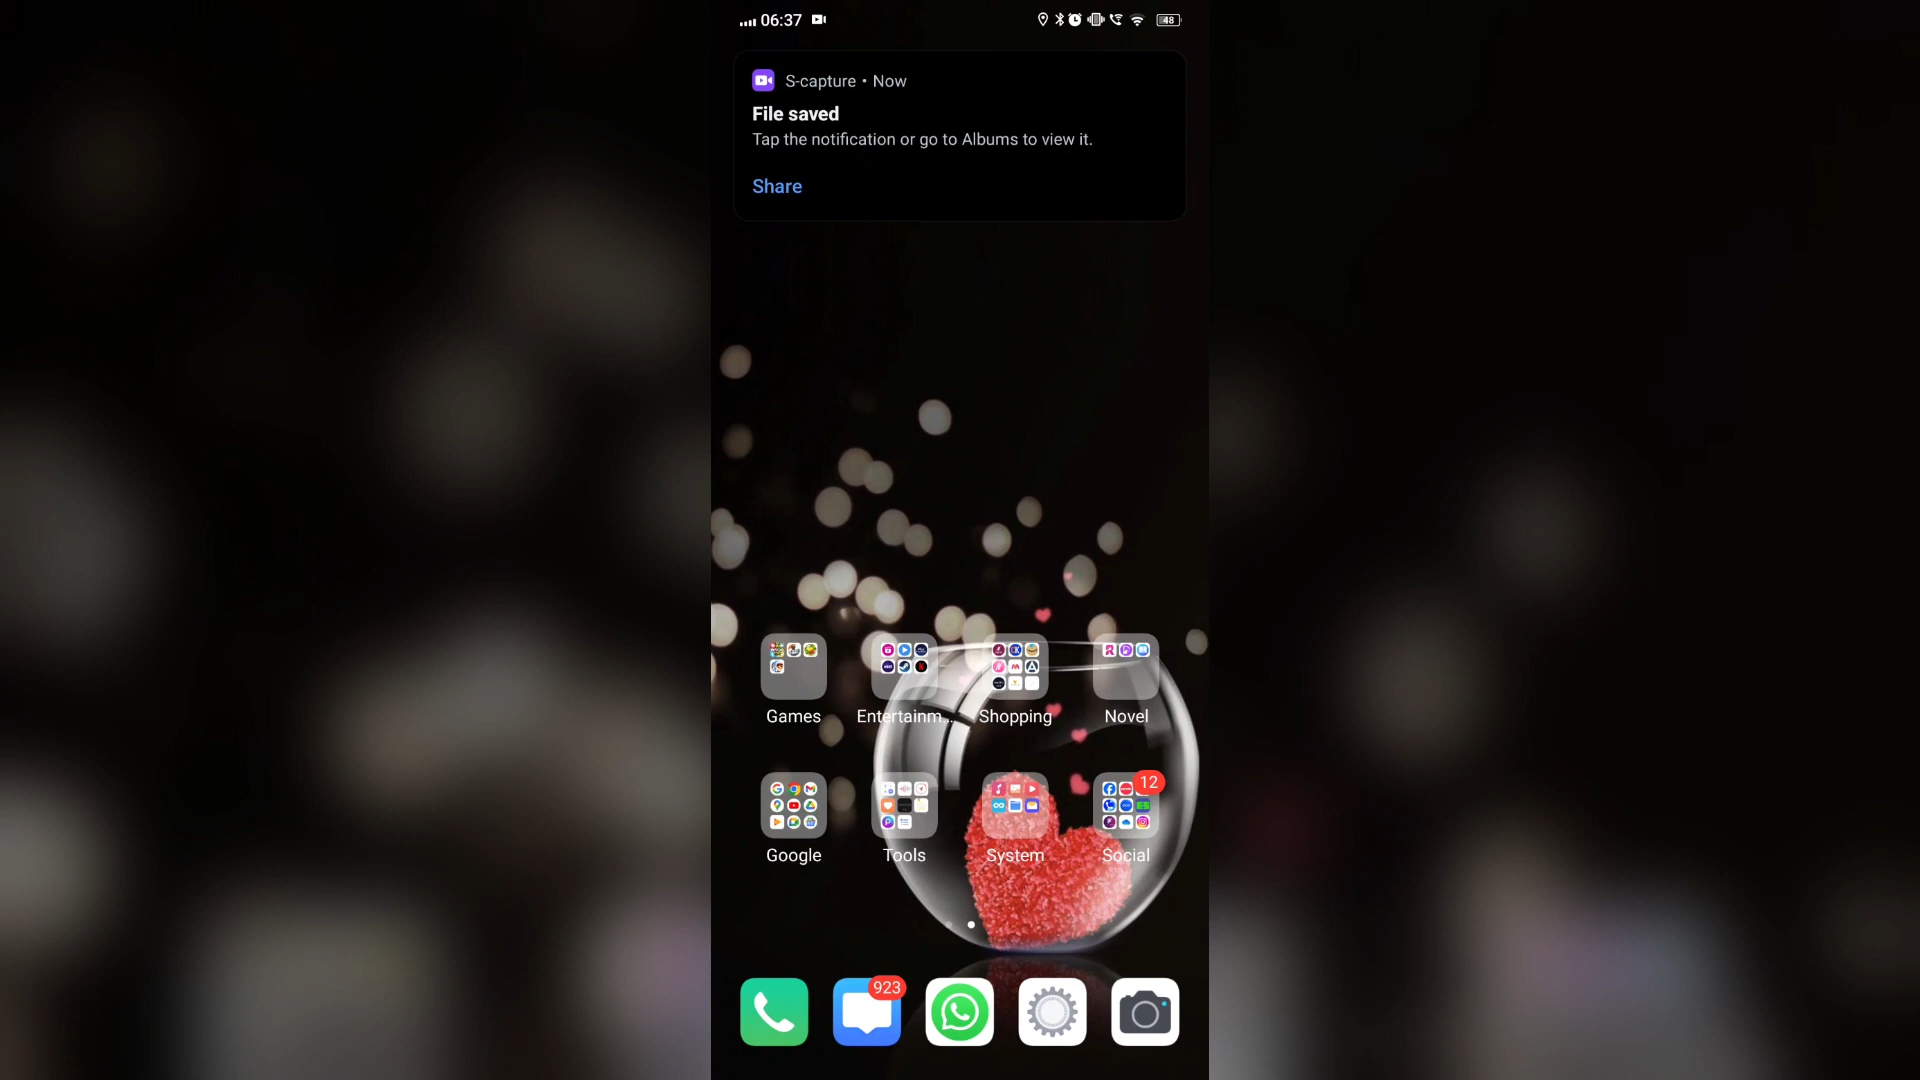 06:37
48
S-capture • Now
File saved
Tap the notification or go to Albums to view it.
Share
Games
Entertainm...
Shopping
Novel
12
Google
Tools
System
Social
923